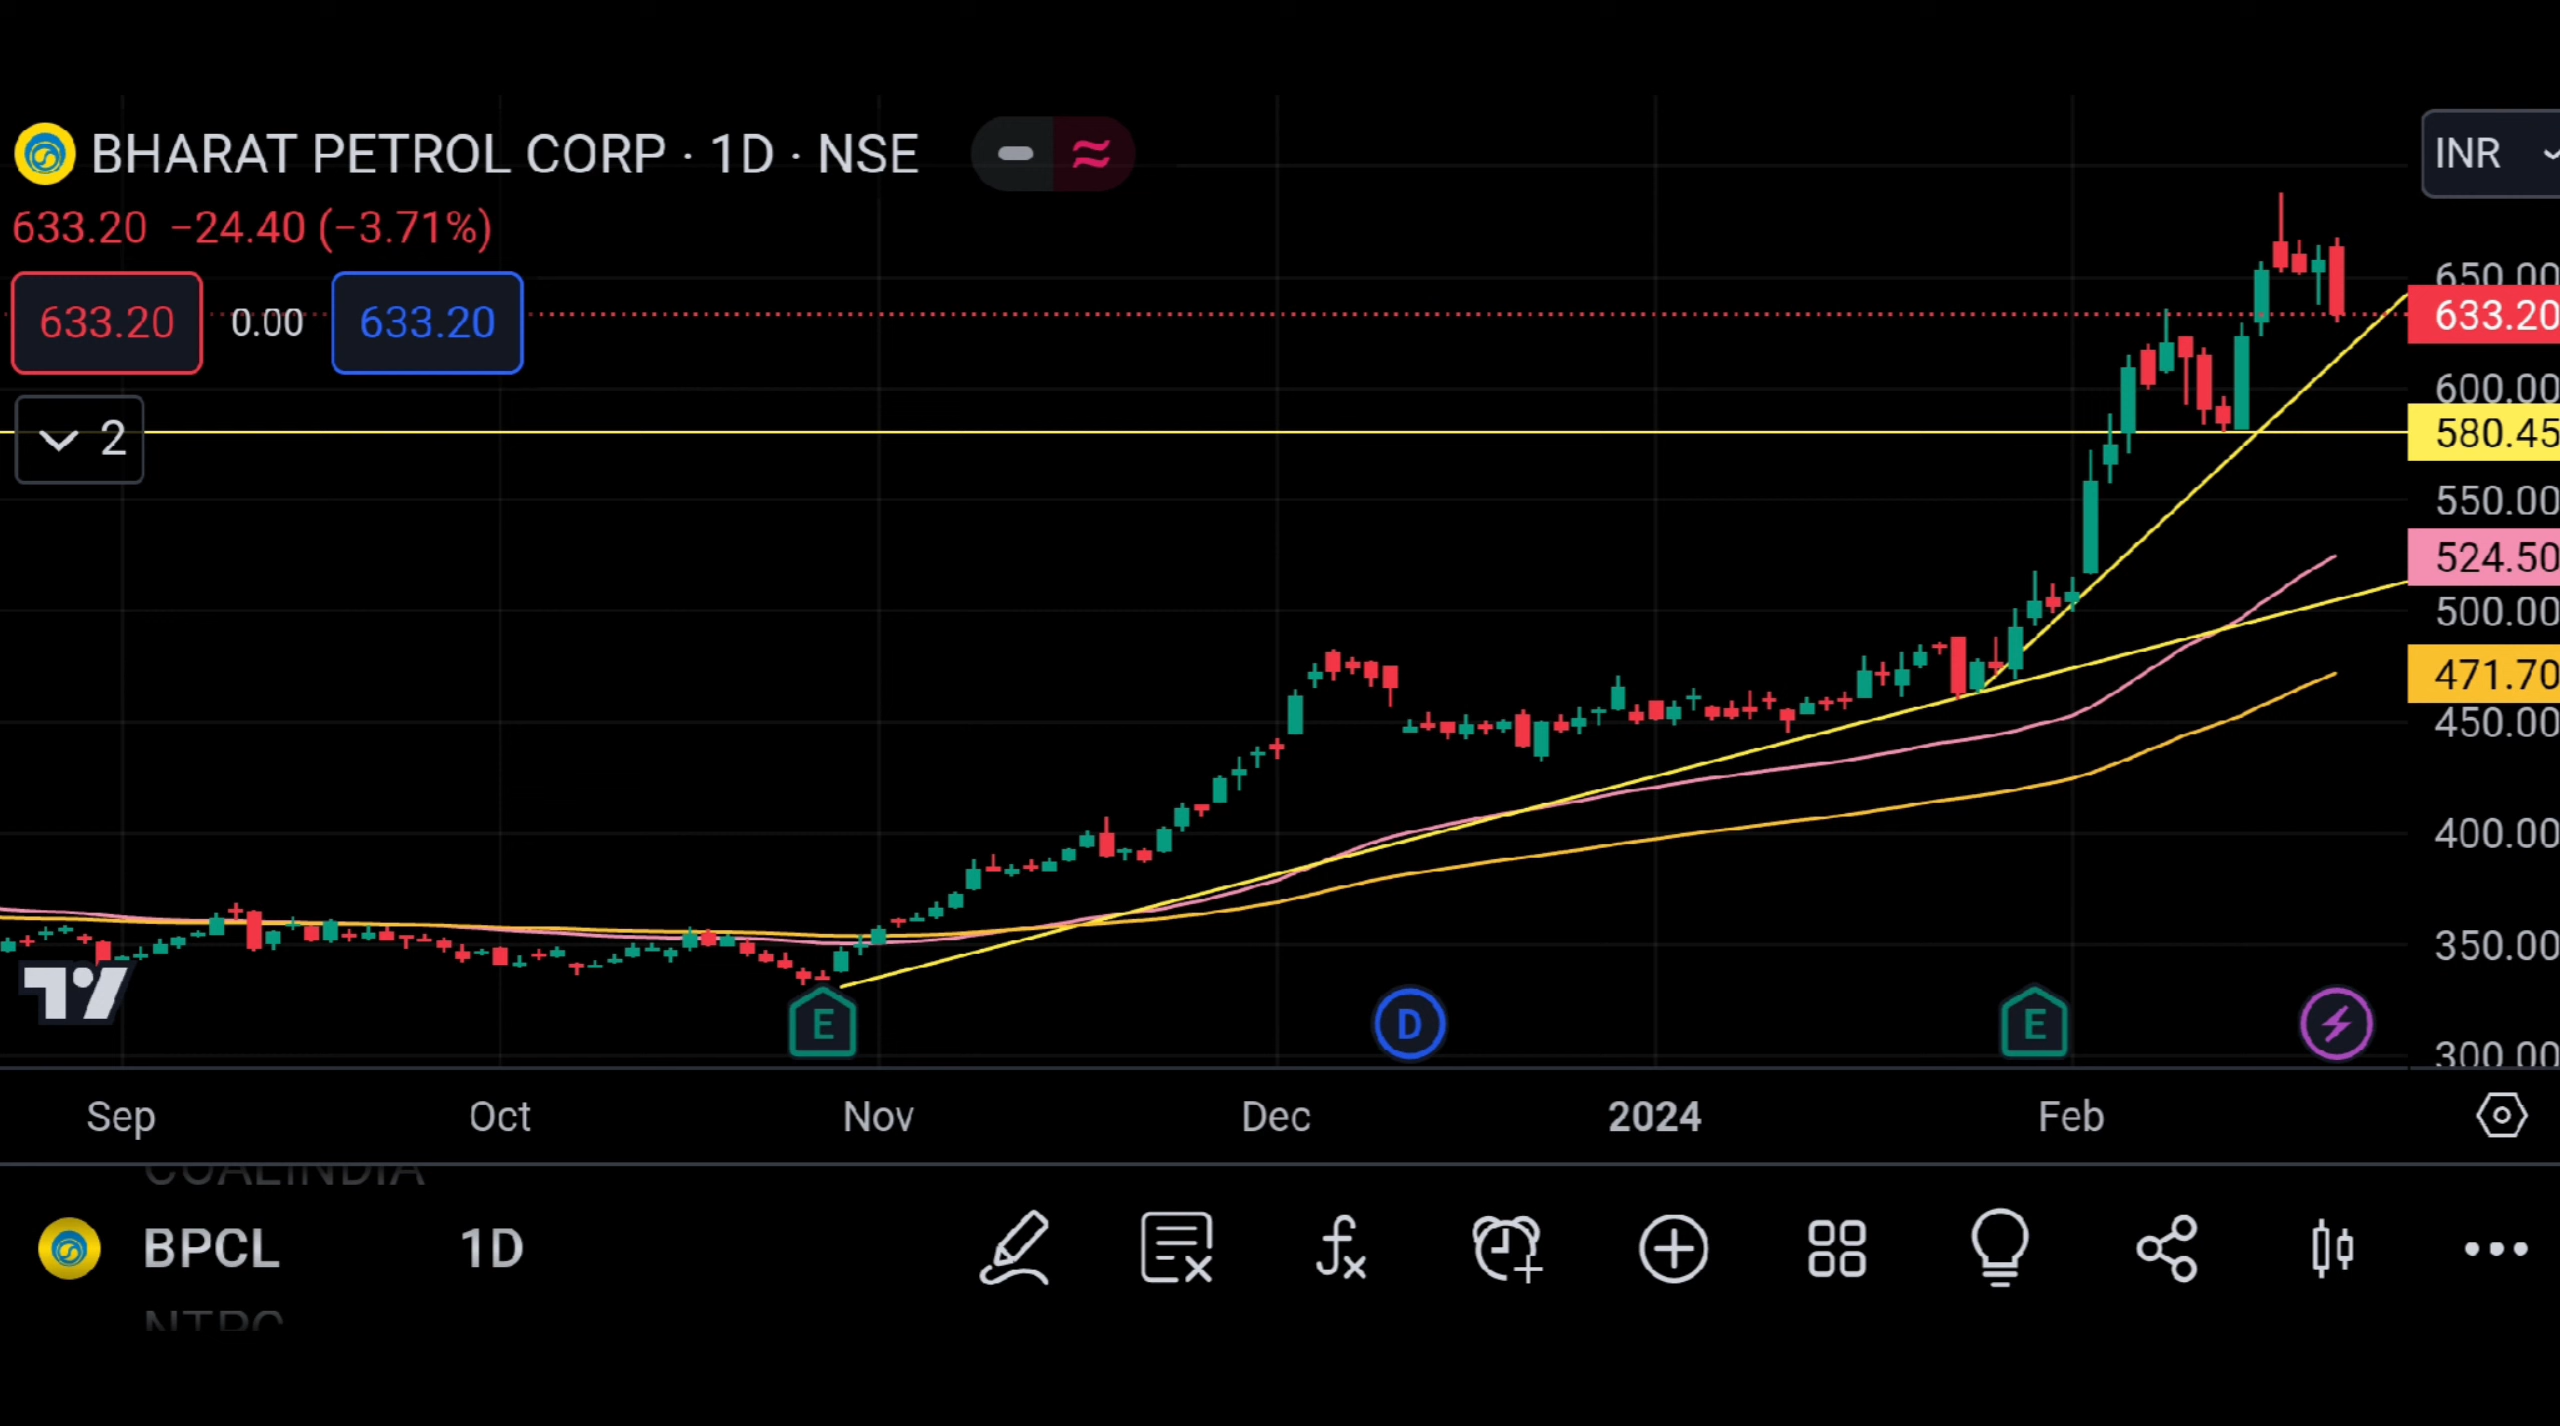 BHARAT PETROL CORP · 1D · NSE
INR
633.20 −24.40 (−3.71%)
633.20 0.00 633.20
2
650.00
633.20
600.00
580.45
550.00
524.50
500.00
471.70
450.00
400.00
350.00
300.00
E D E
Sep Oct Nov Dec 2024 Feb
COALINDIA
BPCL 1D
NTPC